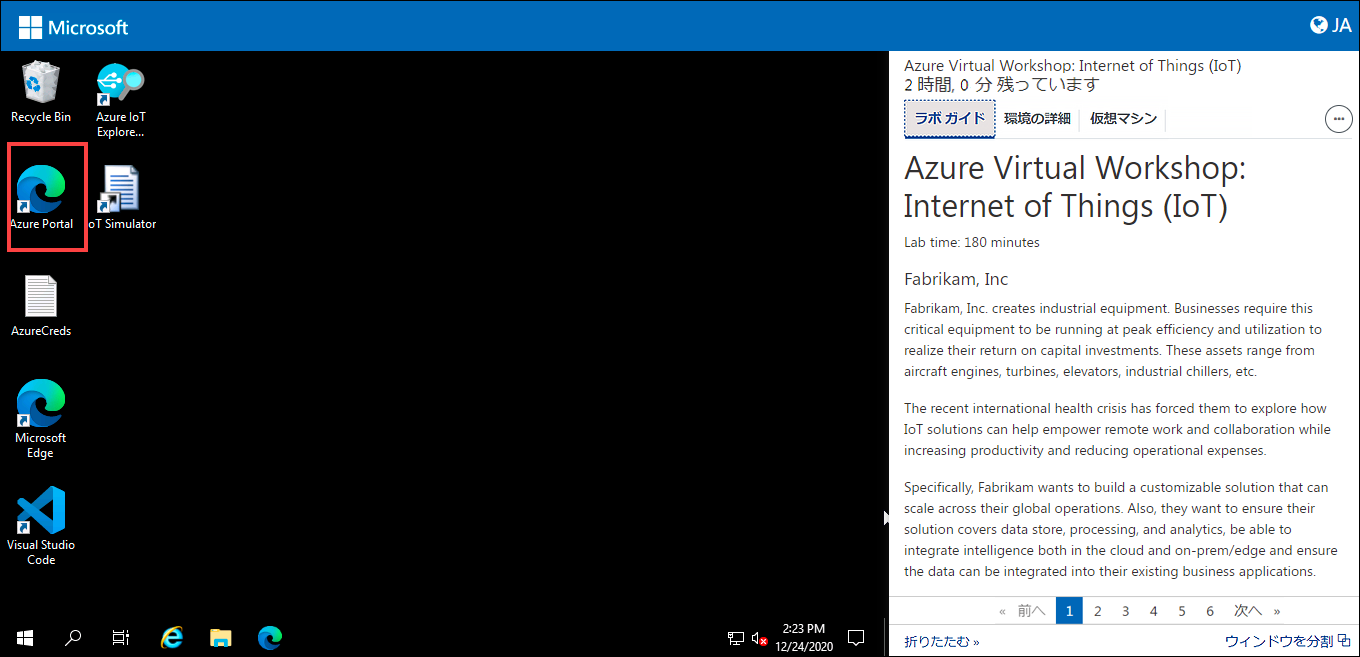 Microsoft
JA
Recycle Bin
Azure IoT
Explore...
Azure Portal
oT Simulator
AzureCreds
Microsoft
Edge
Visual Studio
Code
2:23 PM
12/24/2020
Azure Virtual Workshop: Internet of Things (IoT)
2 時間, 0 分 残っています
ラボ ガイド 環境の詳細 仮想マシン
Azure Virtual Workshop:
Internet of Things (IoT)
Lab time: 180 minutes
Fabrikam, Inc
Fabrikam, Inc. creates industrial equipment. Businesses require this
critical equipment to be running at peak efficiency and utilization to
realize their return on capital investments. These assets range from
aircraft engines, turbines, elevators, industrial chillers, etc.
The recent international health crisis has forced them to explore how
IoT solutions can help empower remote work and collaboration while
increasing productivity and reducing operational expenses.
Specifically, Fabrikam wants to build a customizable solution that can
scale across their global operations. Also, they want to ensure their
solution covers data store, processing, and analytics, be able to
integrate intelligence both in the cloud and on-prem/edge and ensure
the data can be integrated into their existing business applications.
« 前へ 1 2 3 4 5 6 次へ »
折りたたむ » ウィンドウを分割